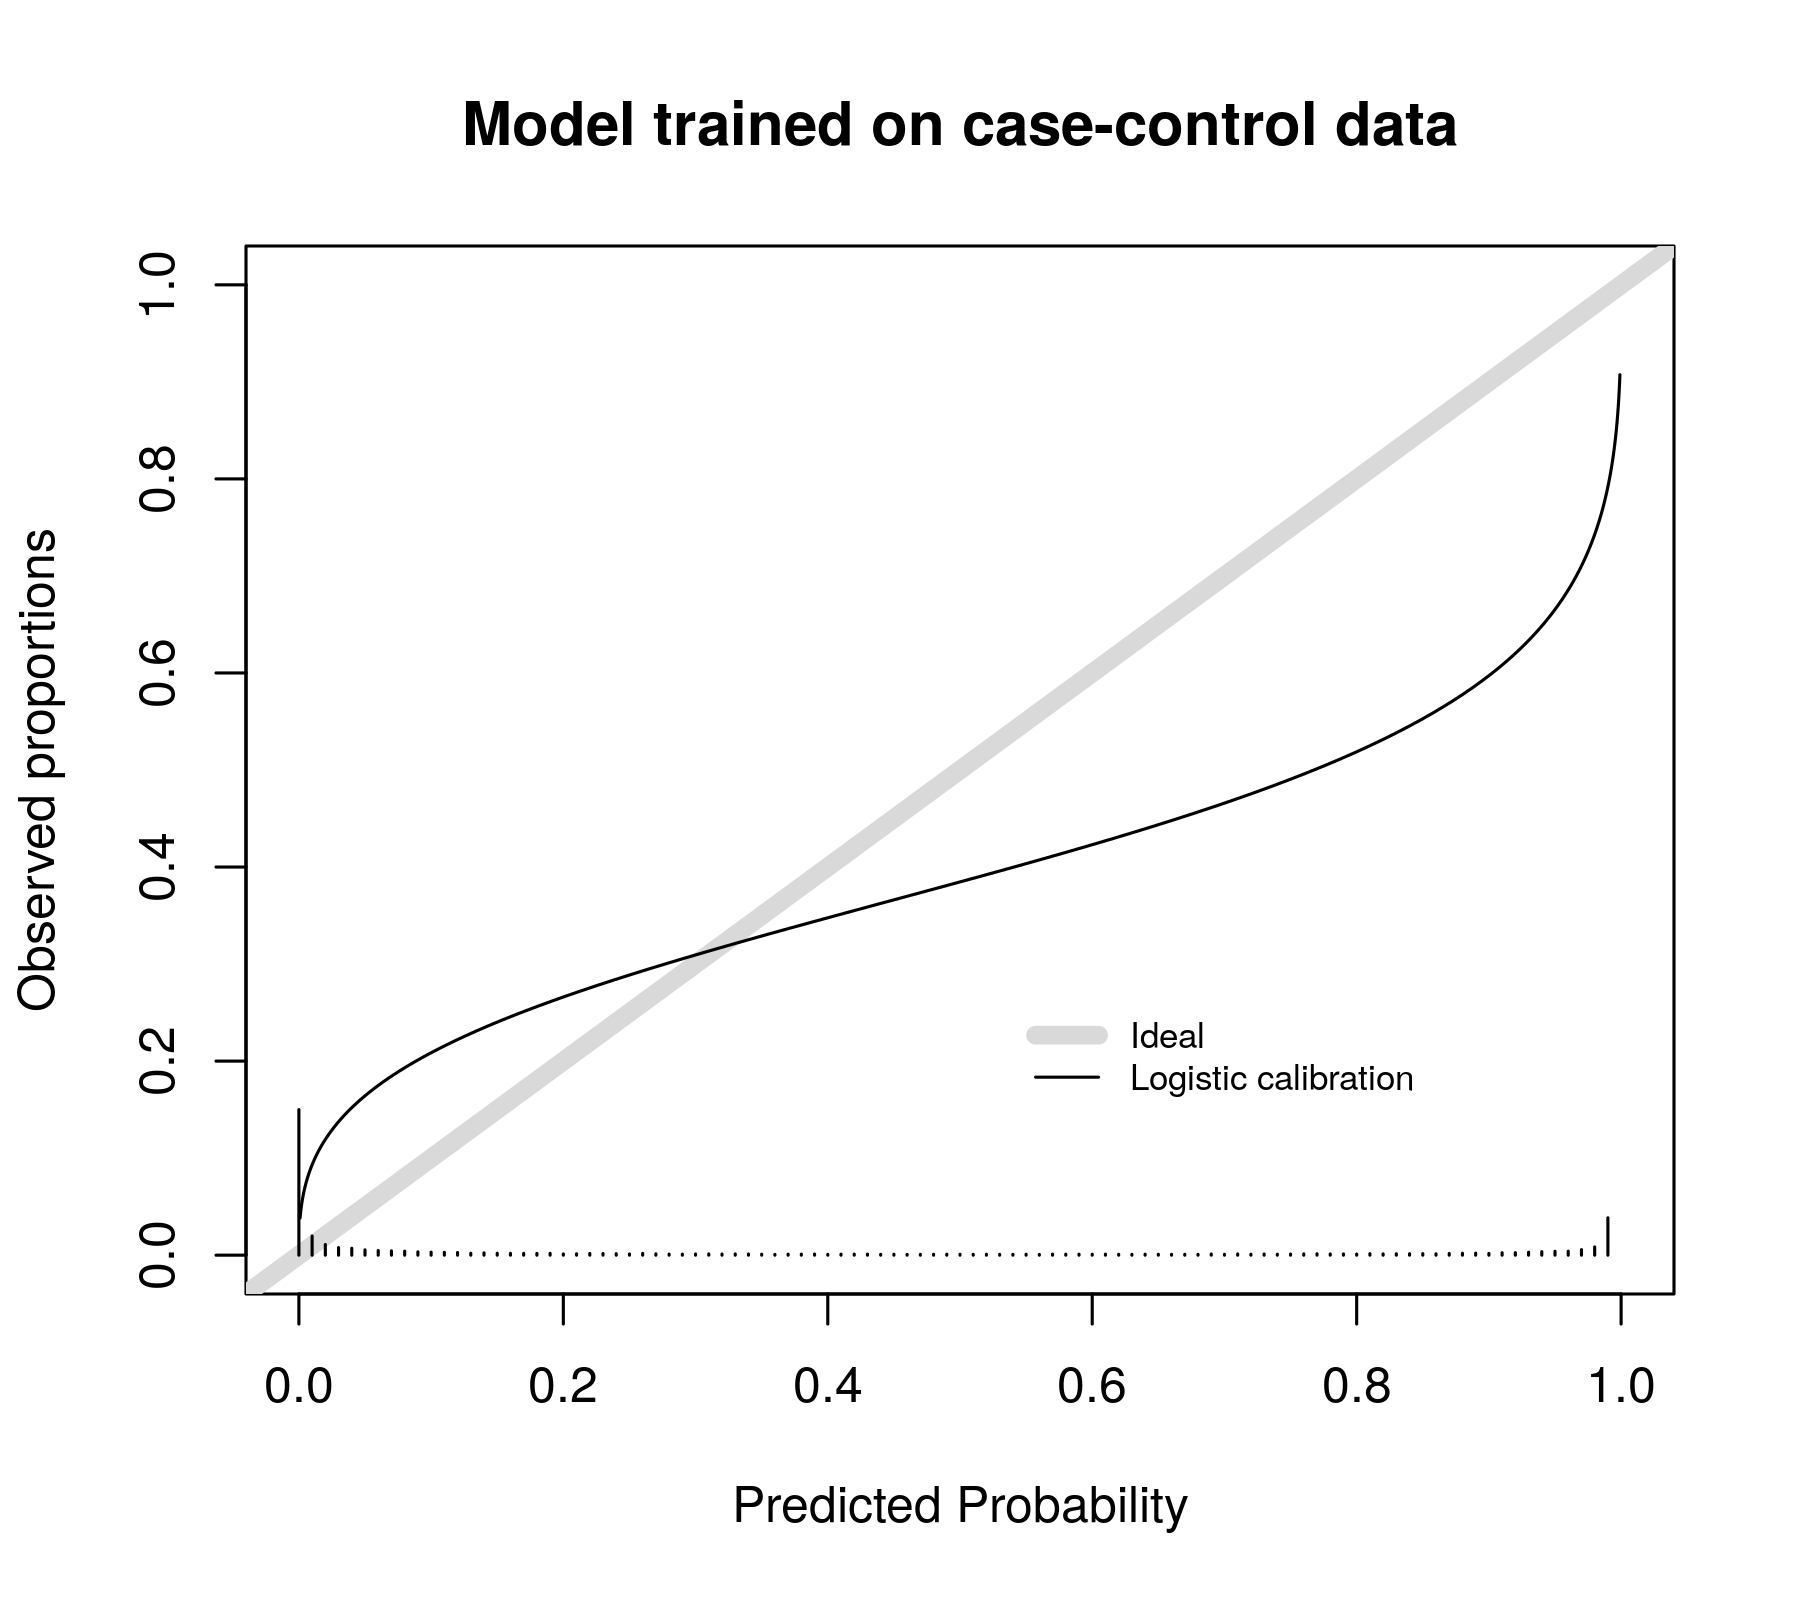 Model trained on case-control data
Observed proportions
1.0
0.8
0.6
0.4
0.2
0.0
Ideal
Logistic calibration
0.0 0.2 0.4 0.6 0.8 1.0
Predicted Probability